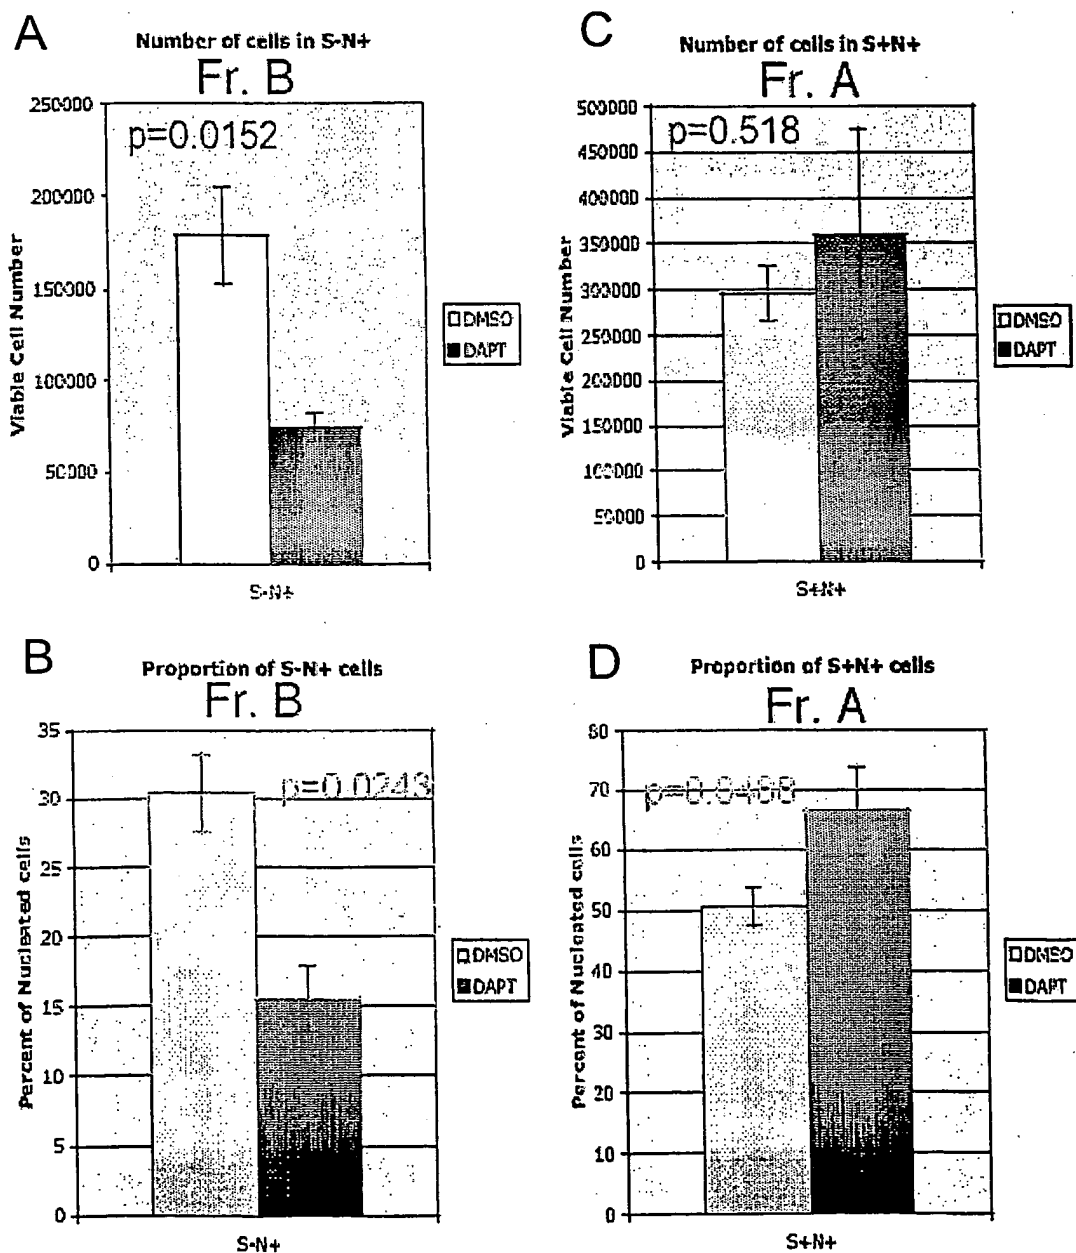 A
Number of cells in S-N+
Fr. B
p=0.0152
250000
200000
150000
100000
50000
0
Viable Cell Number
S-N+
DMSO
DAPT
C
Number of cells in S+N+
Fr. A
p=0.518
500000
450000
400000
350000
300000
250000
200000
150000
100000
50000
0
Viable Cell Number
S+N+
DMSO
DAPT
B
Proportion of S-N+ cells
Fr. B
p=0.0243
35
30
25
20
15
10
5
0
Percent of Nucleated cells
S-N+
DMSO
DAPT
D
Proportion of S+N+ cells
Fr. A
80
70
60
50
40
30
20
10
0
Percent of Nucleated cells
S+N+
DMSO
DAPT